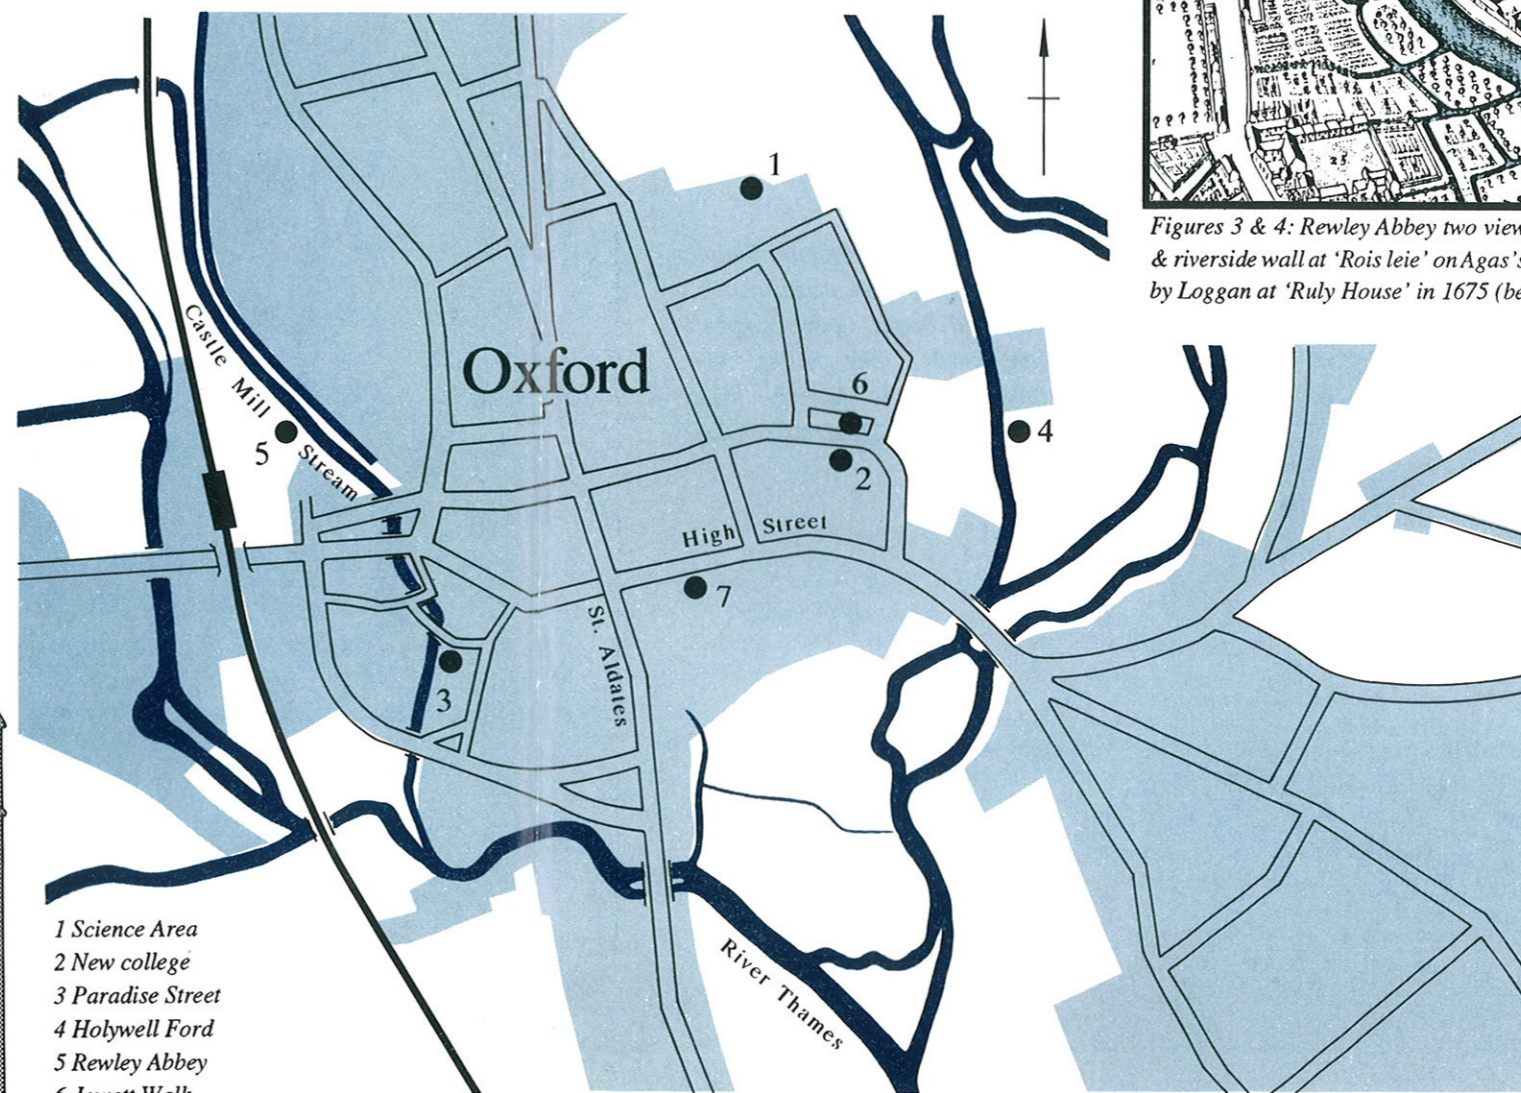 1
Figures 3 & 4: Rewley Abbey two view
& riverside wall at ‘Rois leie’ on Agas’s
by Loggan at ‘Ruly House’ in 1675 (be
Castle Mill Stream
Oxford
6
5
4
2
High Street
7
St. Aldates
3
River Thames
1 Science Area
2 New college
3 Paradise Street
4 Holywell Ford
5 Rewley Abbey